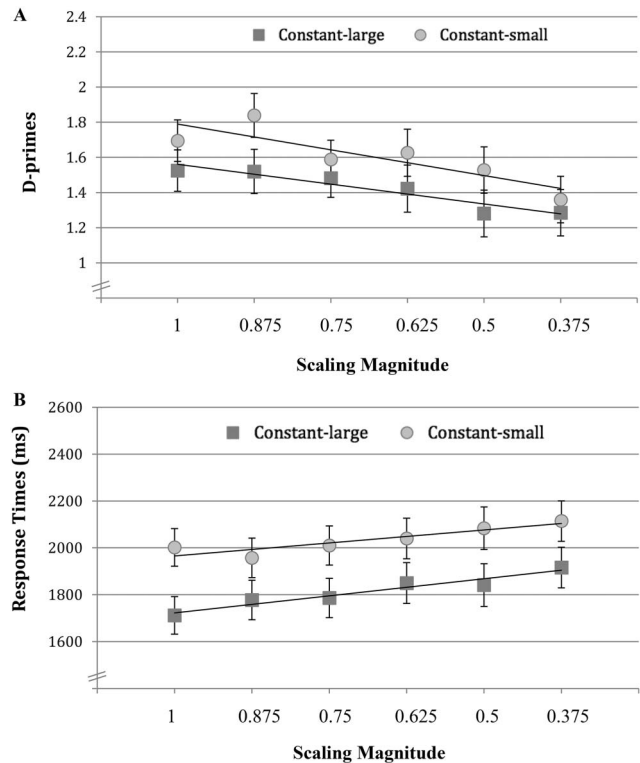 A
2.4
Constant-large
Constant-small
2.2
2
1.8
1.6
1.4
1.2
1
D-primes
1 0.875 0.75 0.625 0.5 0.375
Scaling Magnitude
B
2600
Constant-large
Constant-small
2400
2200
2000
1800
1600
Response Times (ms)
1 0.875 0.75 0.625 0.5 0.375
Scaling Magnitude